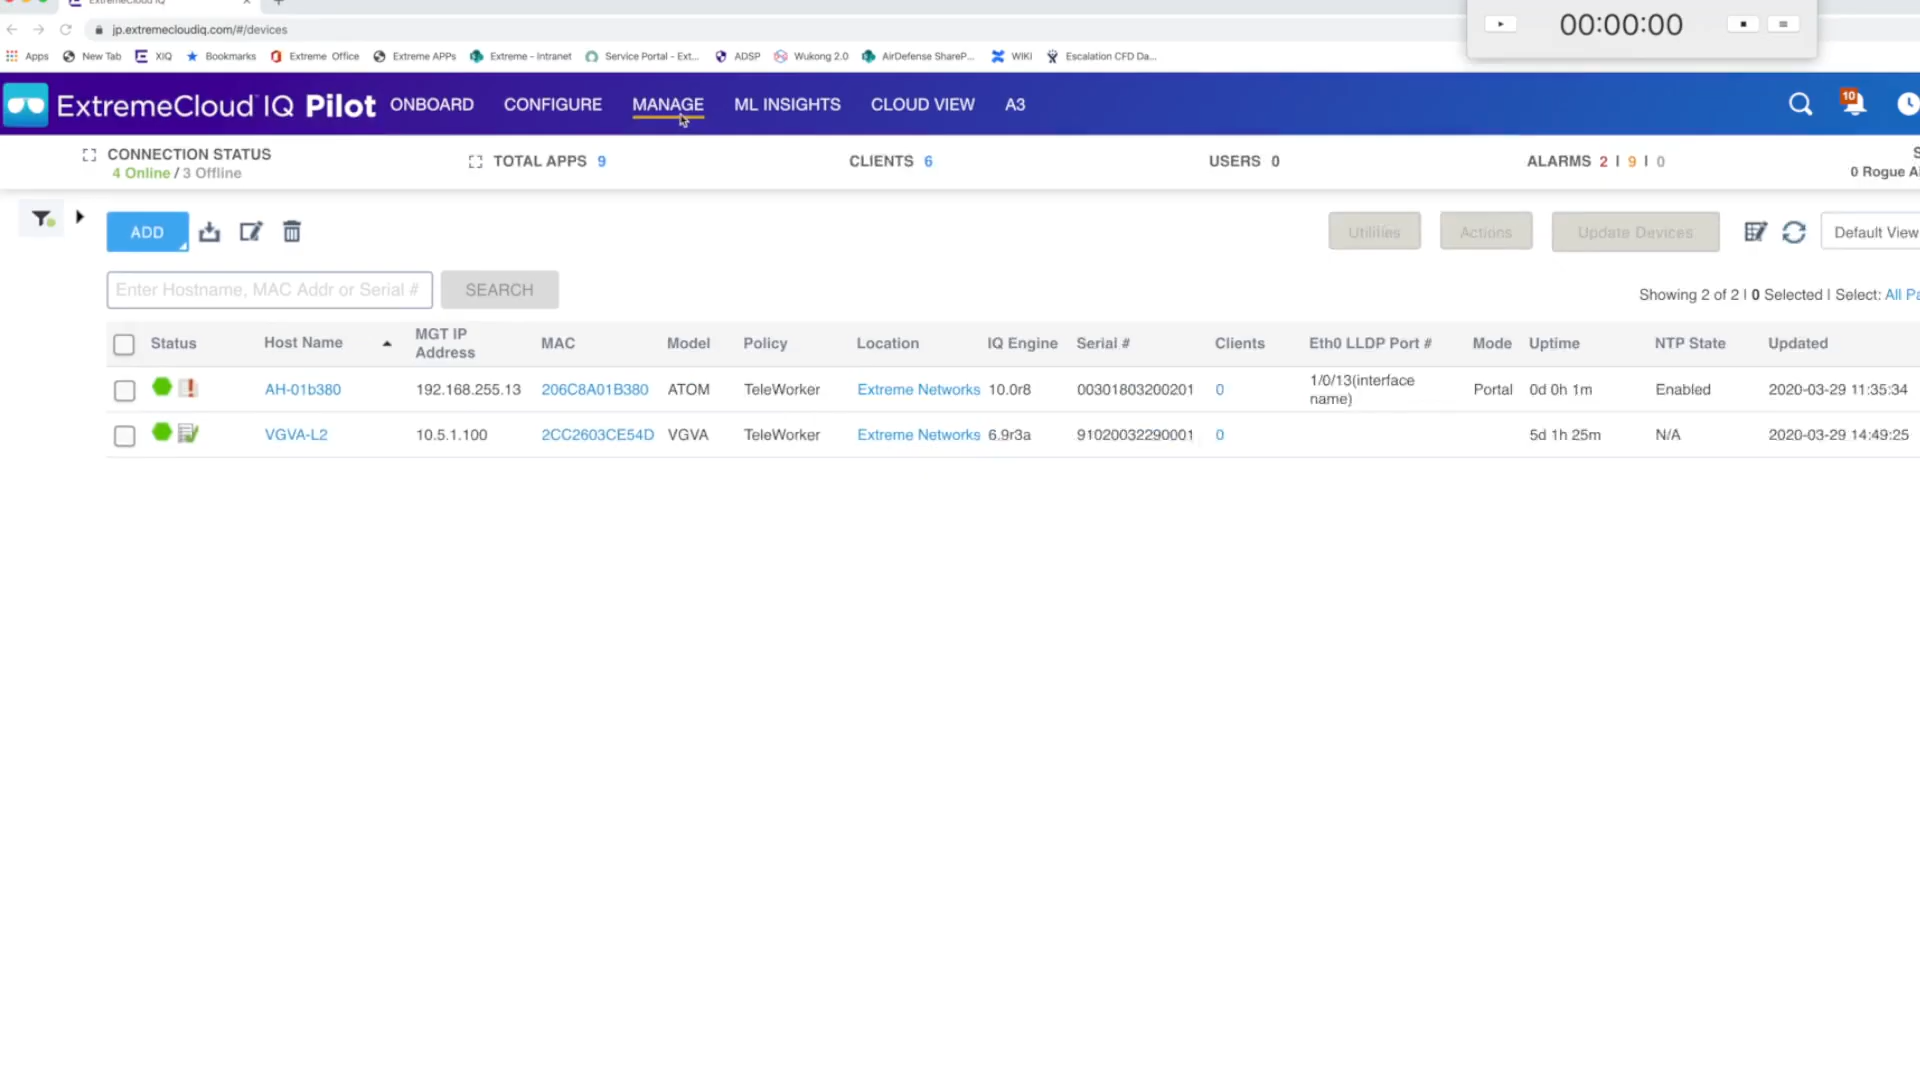 ExtremeCloud IQ
00:00:00
jp.extremecloudiq.com/#/devices
Apps New Tab XIQ Bookmarks Extreme Office Extreme APPs Extreme – Intranet Service Portal - Ext... ADSP Wukong 2.0 AirDefense ShareP... WIKI Escalation CFD Da...
ExtremeCloud IQ Pilot ONBOARD CONFIGURE MANAGE ML INSIGHTS CLOUD VIEW A3 10
CONNECTION STATUS TOTAL APPS 9 CLIENTS 6 USERS 0 ALARMS 2 | 9 | 0 S
4 Online / 3 Offline 0 Rogue A
ADD Utilities Actions Update Devices Default View
Enter Hostname, MAC Addr or Serial # SEARCH Showing 2 of 2 | 0 Selected | Select: All Pa
Status Host Name MGT IP Address MAC Model Policy Location IQ Engine Serial # Clients Eth0 LLDP Port # Mode Uptime NTP State Updated
AH-01b380 192.168.255.13 206C8A01B380 ATOM TeleWorker Extreme Networks 10.0r8 00301803200201 0 1/0/13(interface name) Portal 0d 0h 1m Enabled 2020-03-29 11:35:34
VGVA-L2 10.5.1.100 2CC2603CE54D VGVA TeleWorker Extreme Networks 6.9r3a 91020032290001 0 5d 1h 25m N/A 2020-03-29 14:49:25